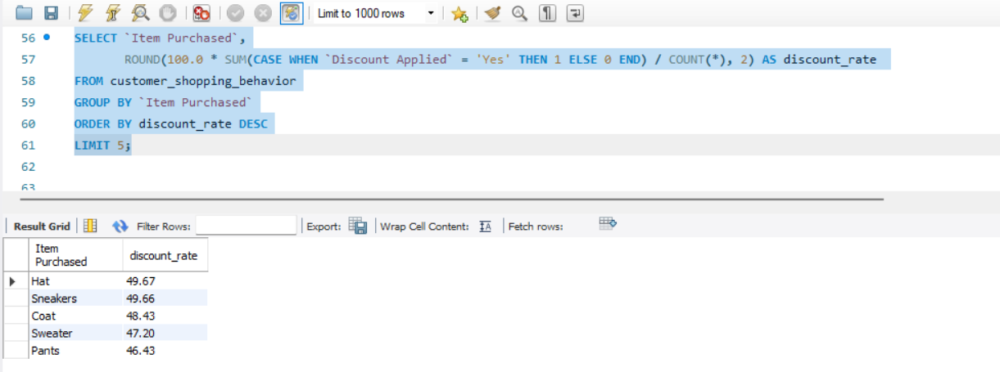 Limit to 1000 rows
56 SELECT `Item Purchased`,
57 ROUND(100.0 * SUM(CASE WHEN `Discount Applied` = 'Yes' THEN 1 ELSE 0 END) / COUNT(*), 2) AS discount_rate
58 FROM customer_shopping_behavior
59 GROUP BY `Item Purchased`
60 ORDER BY discount_rate DESC
61 LIMIT 5;
62
63
Result Grid Filter Rows: Export: Wrap Cell Content: IA Fetch rows:
Item
Purchased discount_rate
Hat 49.67
Sneakers 49.66
Coat 48.43
Sweater 47.20
Pants 46.43